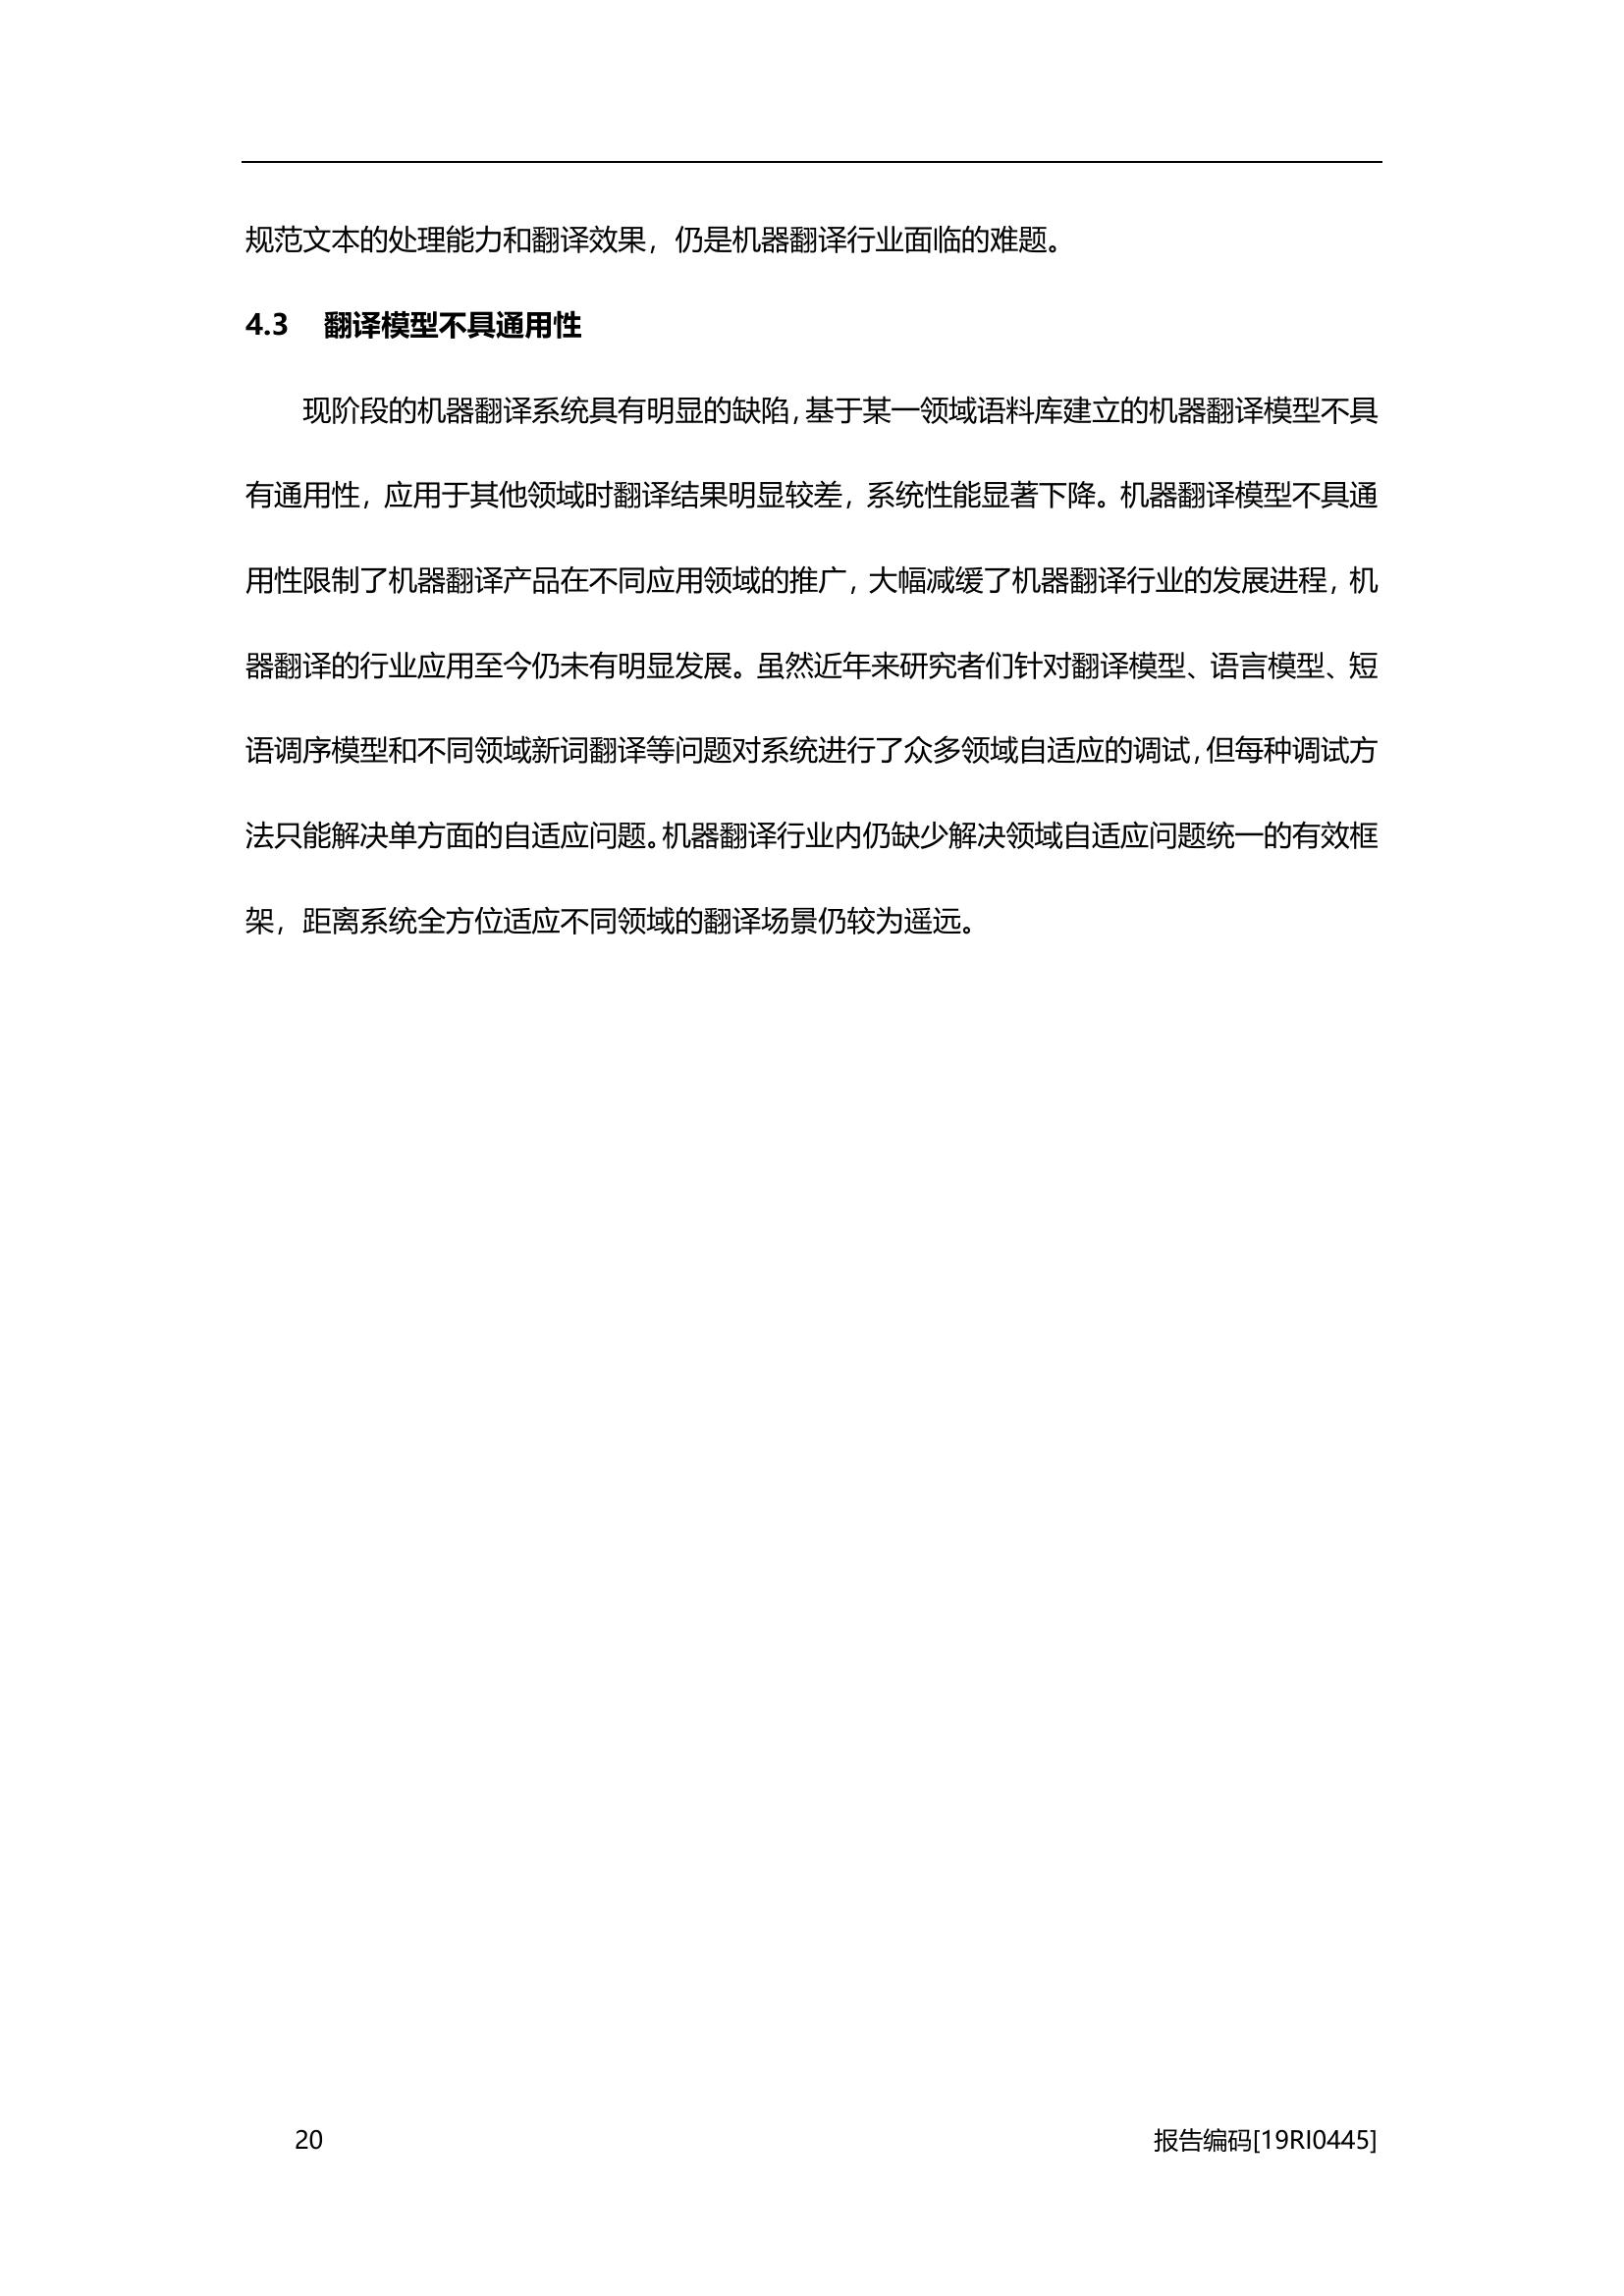 规范文本的处理能力和翻译效果，仍是机器翻译行业面临的难题。
4.3 翻译模型不具通用性
现阶段的机器翻译系统具有明显的缺陷，基于某一领域语料库建立的机器翻译模型不具
有通用性，应用于其他领域时翻译结果明显较差，系统性能显著下降。机器翻译模型不具通
用性限制了机器翻译产品在不同应用领域的推广，大幅减缓了机器翻译行业的发展进程，机
器翻译的行业应用至今仍未有明显发展。虽然近年来研究者们针对翻译模型、语言模型、短
语调序模型和不同领域新词翻译等问题对系统进行了众多领域自适应的调试，但每种调试方
法只能解决单方面的自适应问题。机器翻译行业内仍缺少解决领域自适应问题统一的有效框
架，距离系统全方位适应不同领域的翻译场景仍较为遥远。
20 报告编码[19RI0445]